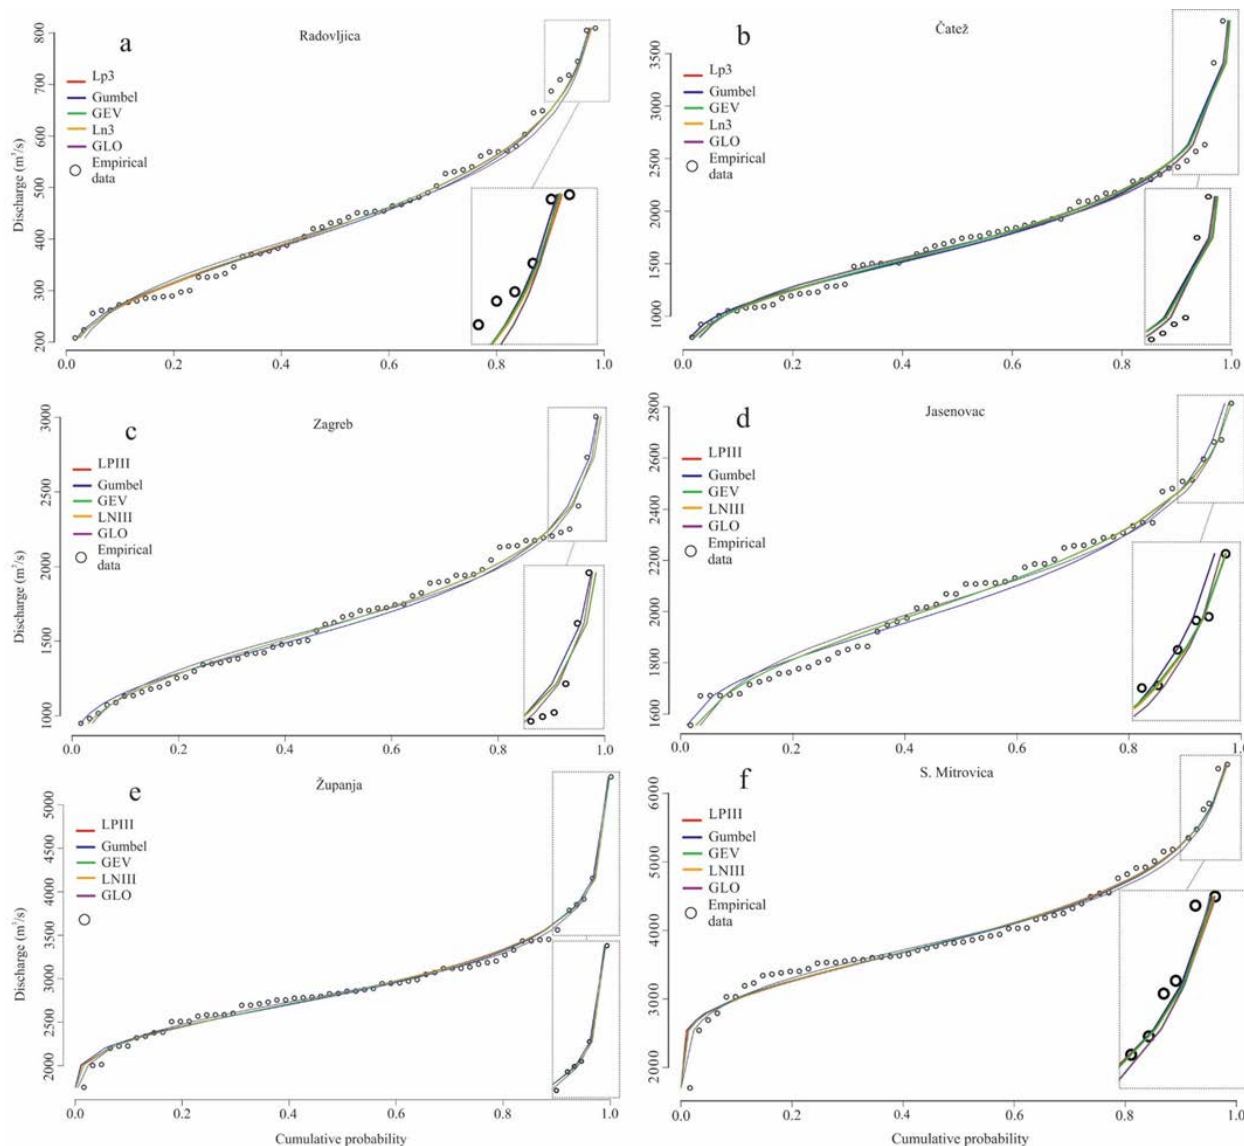 a
Radovljica
Lp3
Gumbel
GEV
Ln3
GLO
Empirical
data
Discharge (m³/s)
800
700
600
500
400
300
200
0.0 0.2 0.4 0.6 0.8 1.0
b
Čatež
Lp3
Gumbel
GEV
Ln3
GLO
Empirical
data
3500
3000
2500
2000
1500
1000
0.0 0.2 0.4 0.6 0.8 1.0
c
Zagreb
LPIII
Gumbel
GEV
LNIII
GLO
Empirical
data
Discharge (m³/s)
3000
2500
2000
1500
1000
0.0 0.2 0.4 0.6 0.8 1.0
d
Jasenovac
LPIII
Gumbel
GEV
LNIII
GLO
Empirical
data
2800
2600
2400
2200
2000
1800
1600
0.0 0.2 0.4 0.6 0.8 1.0
e
Županja
LPIII
Gumbel
GEV
LNIII
GLO
Discharge (m³/s)
5000
4500
4000
3500
3000
2500
2000
0.0 0.2 0.4 0.6 0.8 1.0
Cumulative probability
f
S. Mitrovica
LPIII
Gumbel
GEV
LNIII
GLO
Empirical
data
6000
5000
4000
3000
2000
0.0 0.2 0.4 0.6 0.8 1.0
Cumulative probability